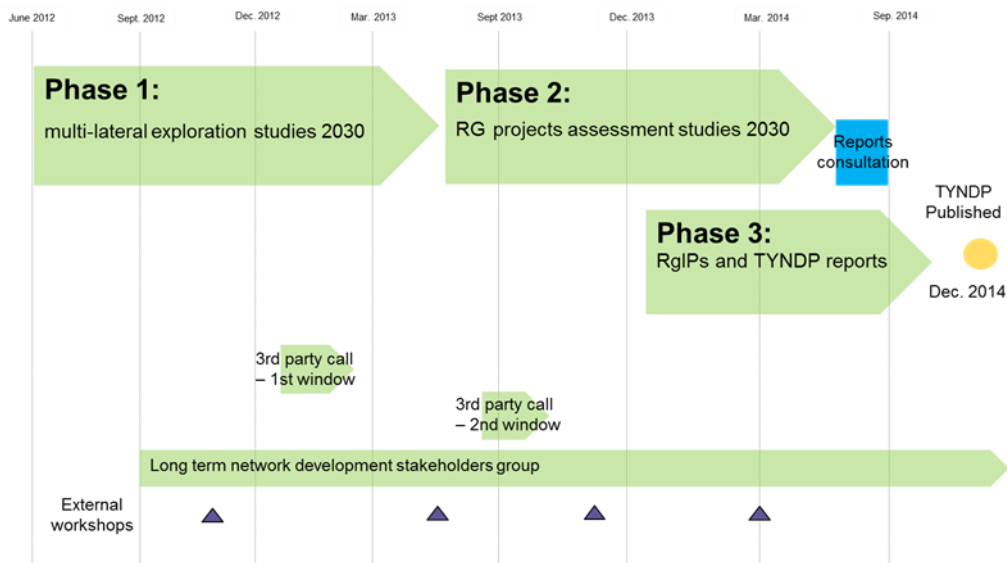 June 2012
Sept. 2012
Dec. 2012
Mar. 2013
Sept 2013
Dec. 2013
Mar. 2014
Sep. 2014
Phase 1:
multi-lateral exploration studies 2030
Phase 2:
RG projects assessment studies 2030
Reports
consultation
Phase 3:
RgIPs and TYNDP reports
TYNDP
Published
Dec. 2014
3rd party call
– 1st window
3rd party call
– 2nd window
Long term network development stakeholders group
External
workshops